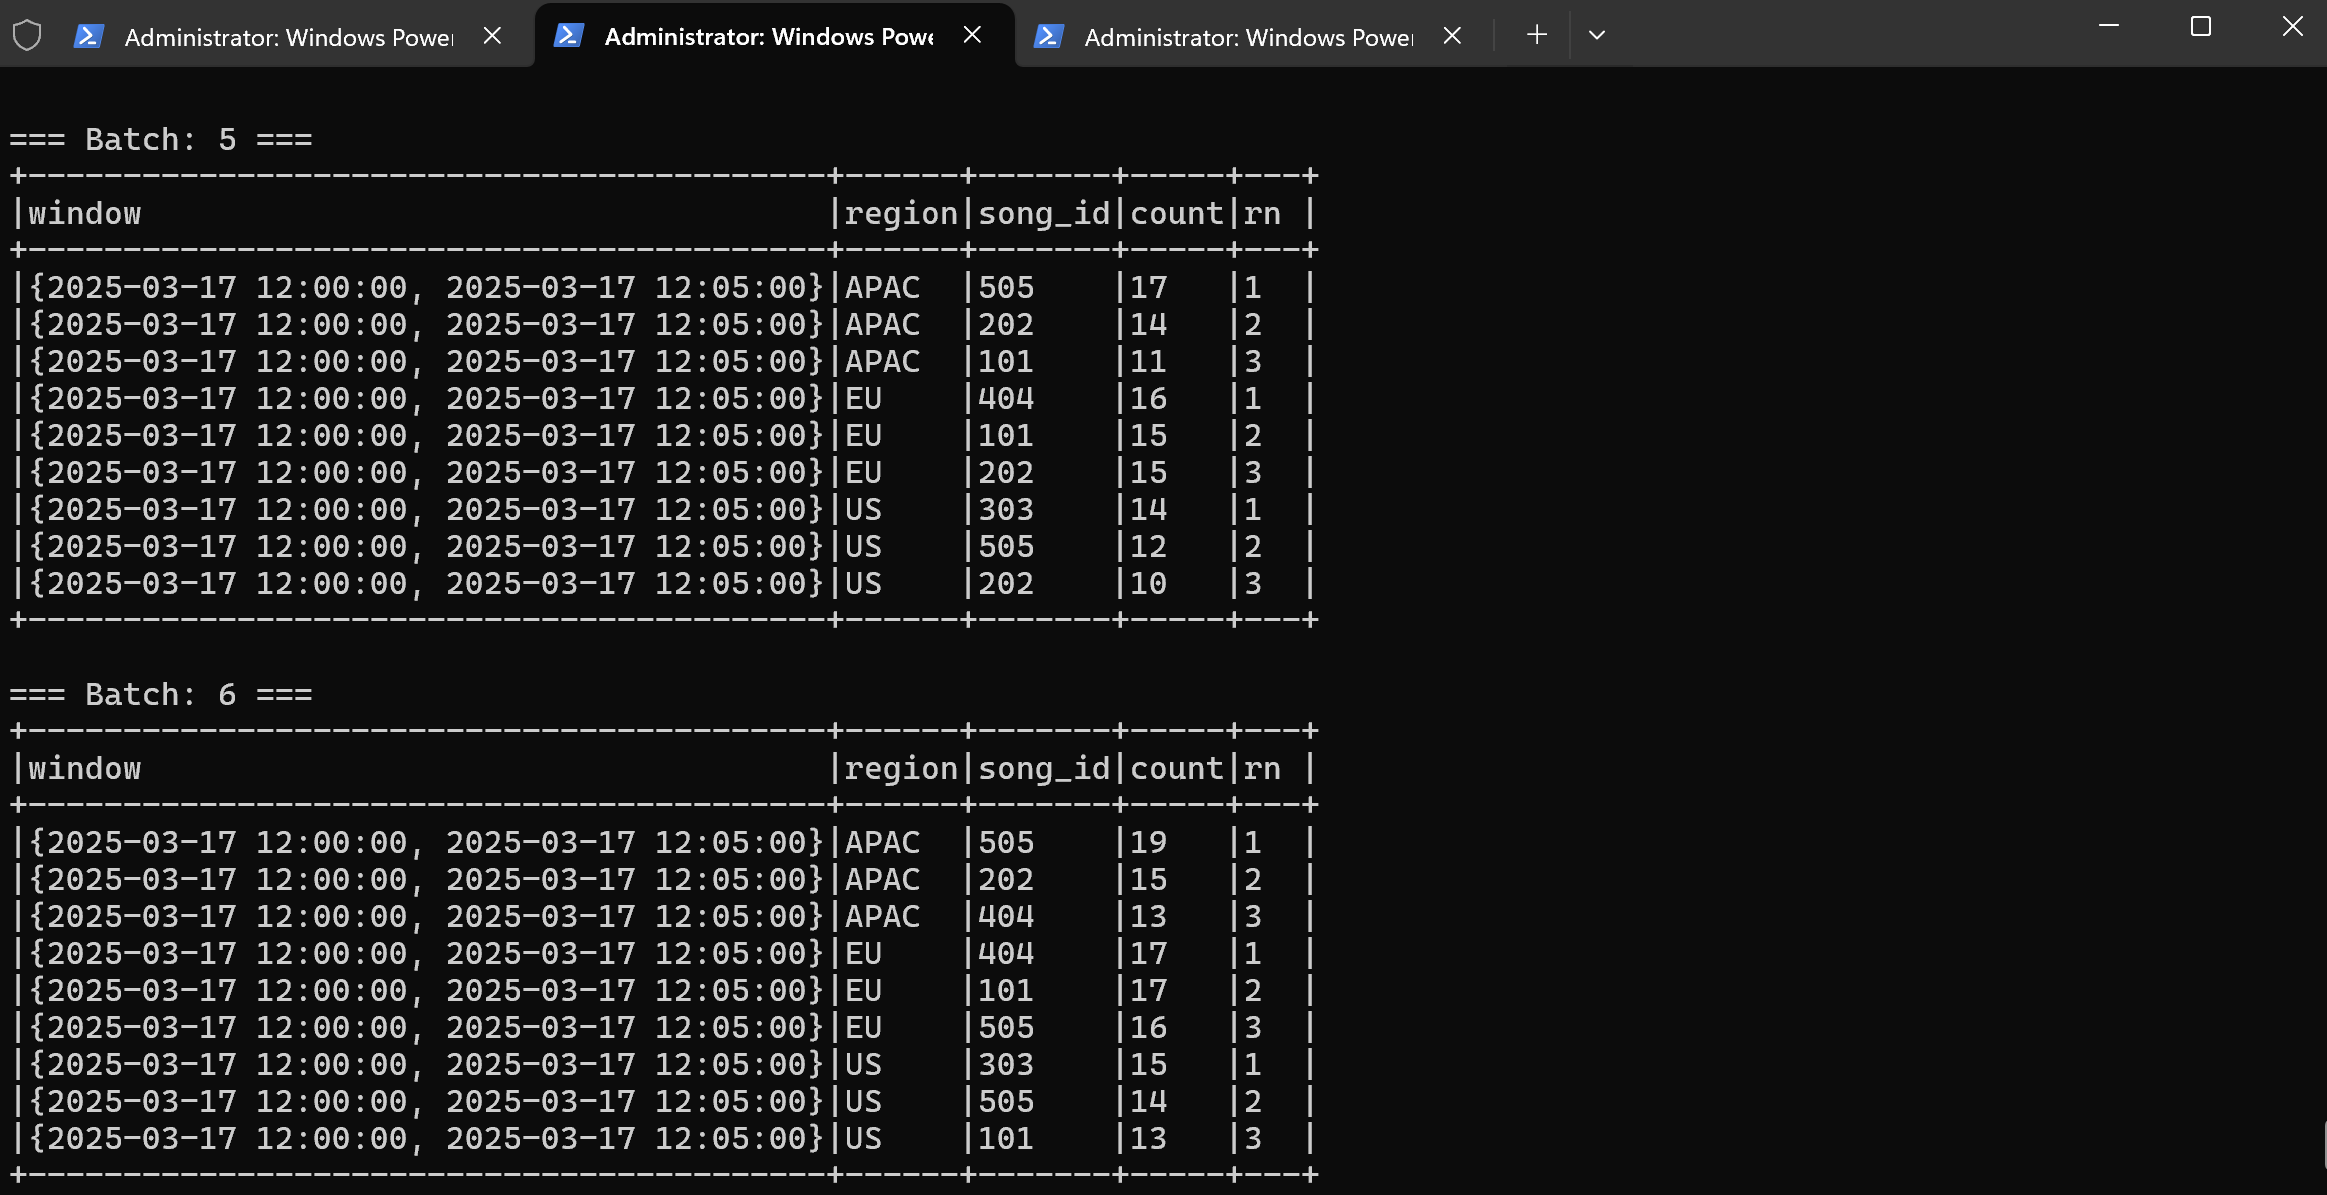 Administrator: Windows Power Administrator: Windows Powe Administrator: Windows Power
=== Batch: 5 ===
+------------------------------------------+------+-------+-----+---+
|window                                    |region|song_id|count|rn |
+------------------------------------------+------+-------+-----+---+
|{2025-03-17 12:00:00, 2025-03-17 12:05:00}|APAC  |505    |17   |1  |
|{2025-03-17 12:00:00, 2025-03-17 12:05:00}|APAC  |202    |14   |2  |
|{2025-03-17 12:00:00, 2025-03-17 12:05:00}|APAC  |101    |11   |3  |
|{2025-03-17 12:00:00, 2025-03-17 12:05:00}|EU    |404    |16   |1  |
|{2025-03-17 12:00:00, 2025-03-17 12:05:00}|EU    |101    |15   |2  |
|{2025-03-17 12:00:00, 2025-03-17 12:05:00}|EU    |202    |15   |3  |
|{2025-03-17 12:00:00, 2025-03-17 12:05:00}|US    |303    |14   |1  |
|{2025-03-17 12:00:00, 2025-03-17 12:05:00}|US    |505    |12   |2  |
|{2025-03-17 12:00:00, 2025-03-17 12:05:00}|US    |202    |10   |3  |
+------------------------------------------+------+-------+-----+---+
=== Batch: 6 ===
+------------------------------------------+------+-------+-----+---+
|window                                    |region|song_id|count|rn |
+------------------------------------------+------+-------+-----+---+
|{2025-03-17 12:00:00, 2025-03-17 12:05:00}|APAC  |505    |19   |1  |
|{2025-03-17 12:00:00, 2025-03-17 12:05:00}|APAC  |202    |15   |2  |
|{2025-03-17 12:00:00, 2025-03-17 12:05:00}|APAC  |404    |13   |3  |
|{2025-03-17 12:00:00, 2025-03-17 12:05:00}|EU    |404    |17   |1  |
|{2025-03-17 12:00:00, 2025-03-17 12:05:00}|EU    |101    |17   |2  |
|{2025-03-17 12:00:00, 2025-03-17 12:05:00}|EU    |505    |16   |3  |
|{2025-03-17 12:00:00, 2025-03-17 12:05:00}|US    |303    |15   |1  |
|{2025-03-17 12:00:00, 2025-03-17 12:05:00}|US    |505    |14   |2  |
|{2025-03-17 12:00:00, 2025-03-17 12:05:00}|US    |101    |13   |3  |
+------------------------------------------+------+-------+-----+---+